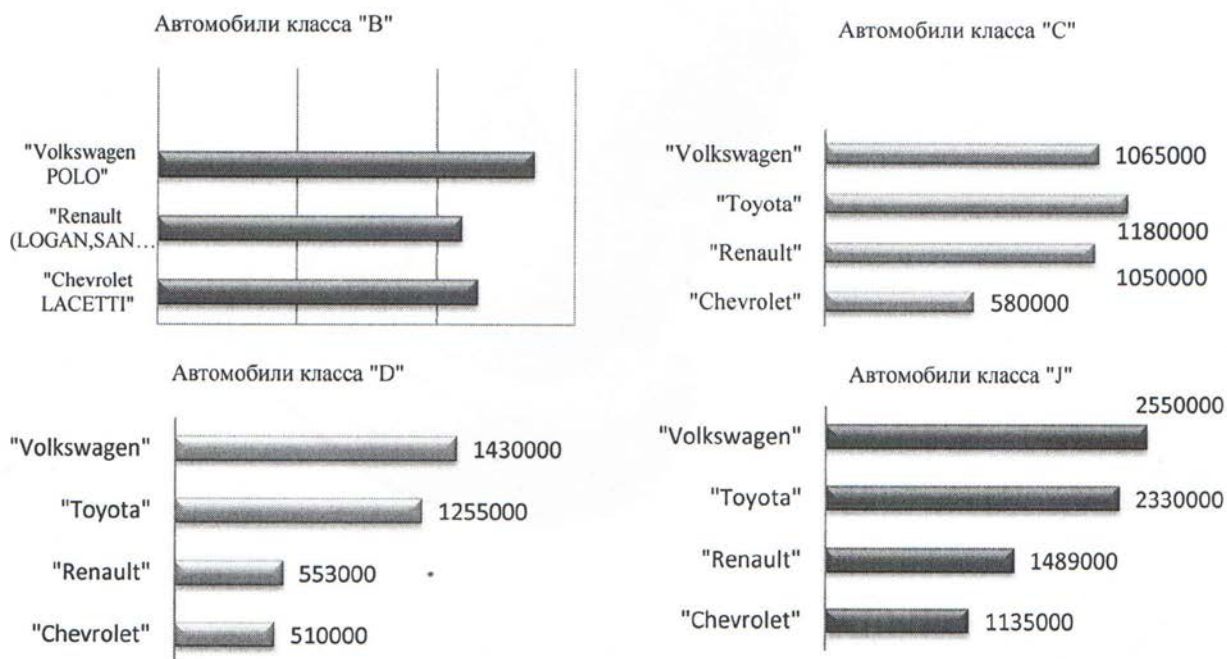 Автомобили класса "B"
"Volkswagen
POLO"
"Renault
(LOGAN,SAN...
"Chevrolet
LACETTI"
Автомобили класса "C"
"Volkswagen" 1065000
"Toyota" 1180000
"Renault" 1050000
"Chevrolet" 580000
Автомобили класса "D"
"Volkswagen" 1430000
"Toyota" 1255000
"Renault" 553000
"Chevrolet" 510000
Автомобили класса "J"
"Volkswagen" 2550000
"Toyota" 2330000
"Renault" 1489000
"Chevrolet" 1135000